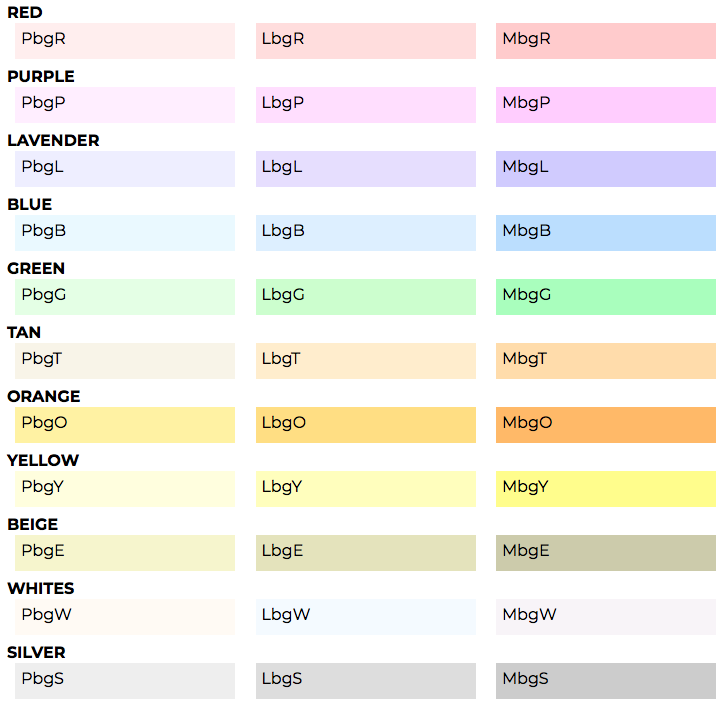 RED
PbgR LbgR MbgR
PURPLE
PbgP LbgP MbgP
LAVENDER
PbgL LbgL MbgL
BLUE
PbgB LbgB MbgB
GREEN
PbgG LbgG MbgG
TAN
PbgT LbgT MbgT
ORANGE
PbgO LbgO MbgO
YELLOW
PbgY LbgY MbgY
BEIGE
PbgE LbgE MbgE
WHITES
PbgW LbgW MbgW
SILVER
PbgS LbgS MbgS